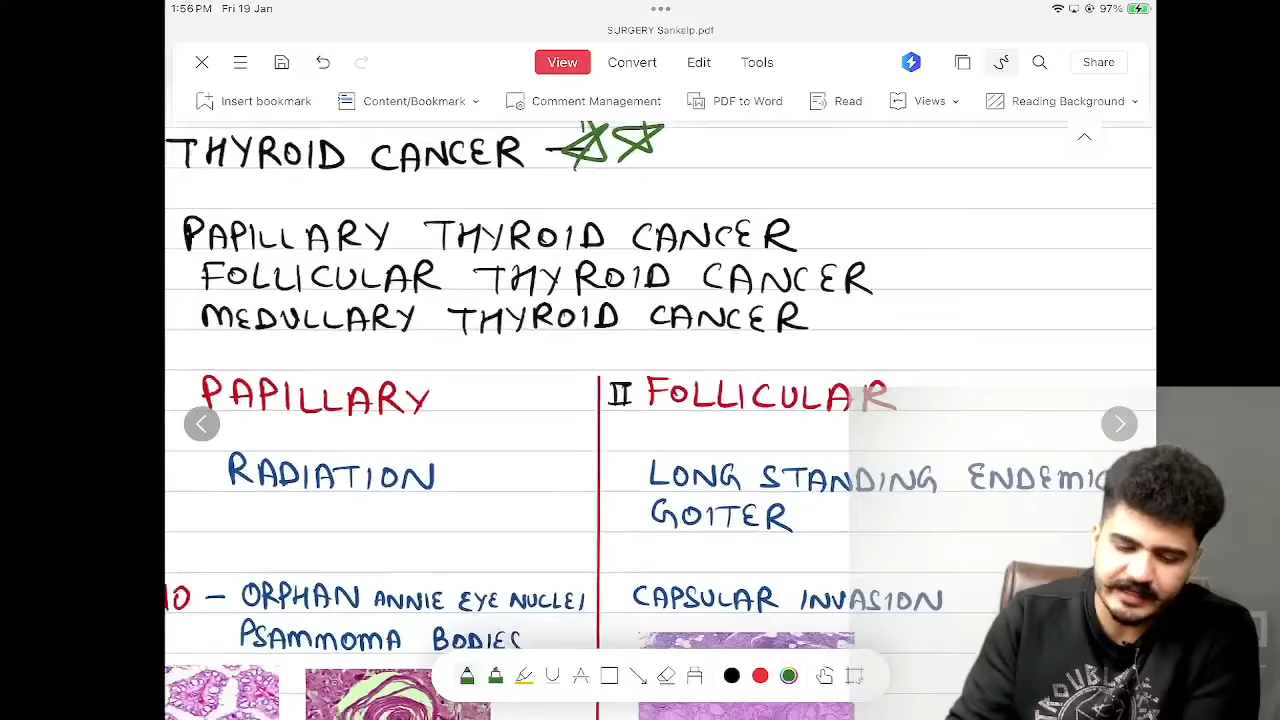 1:56 PM Fri 19 Jan
97%
SURGERY Sankalp.pdf
View Convert Edit Tools Share
Insert bookmark Content/Bookmark Comment Management PDF to Word Read Views Reading Background
THYROID CANCER -
PAPILLARY THYROID CANCER
FOLLICULAR THYROID CANCER
MEDULLARY THYROID CANCER
PAPILLARY
II FOLLICULAR
RADIATION
LONG STANDING ENDEMIC
GOITER
10 - ORPHAN ANNIE EYE NUCLEI
PSAMMOMA BODIES
CAPSULAR INVASION